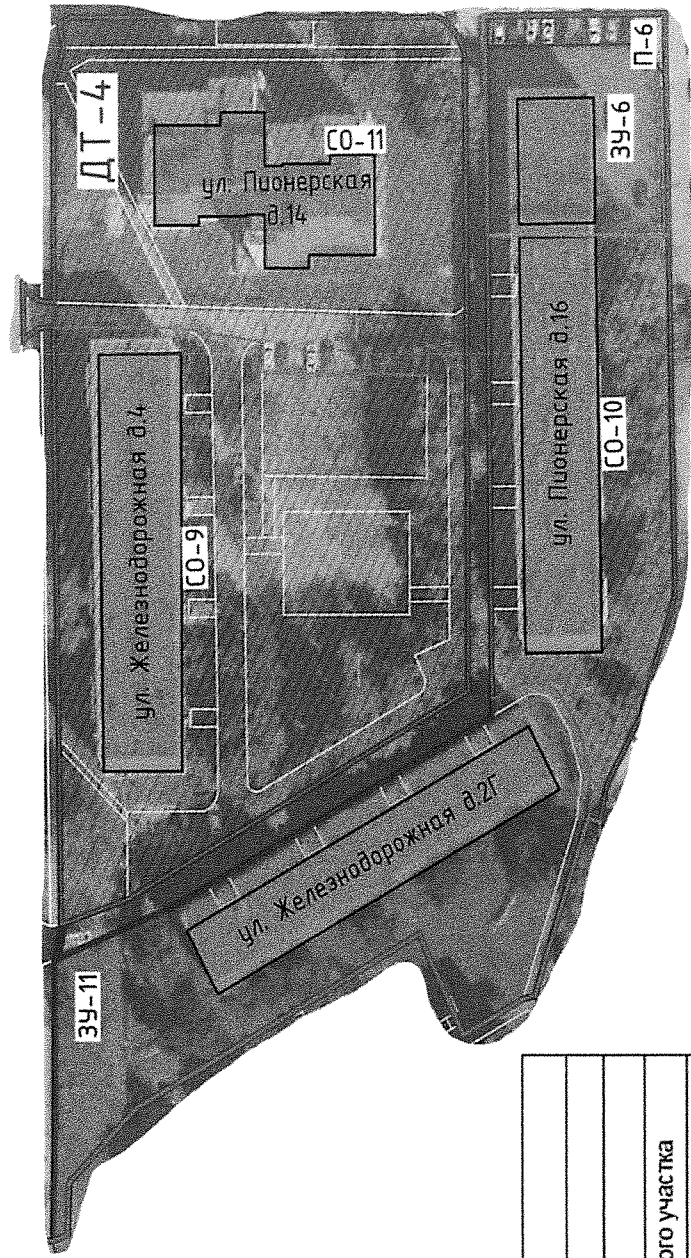 ДТ-4
СО-11
ул. Пионерская
д.14
ЗУ-6
П-6
ул. Железнодорожная д.4
СО-9
ул. Пионерская д.16
СО-10
ул. Железнодорожная д.2Г
ЗУ-11
ого участка